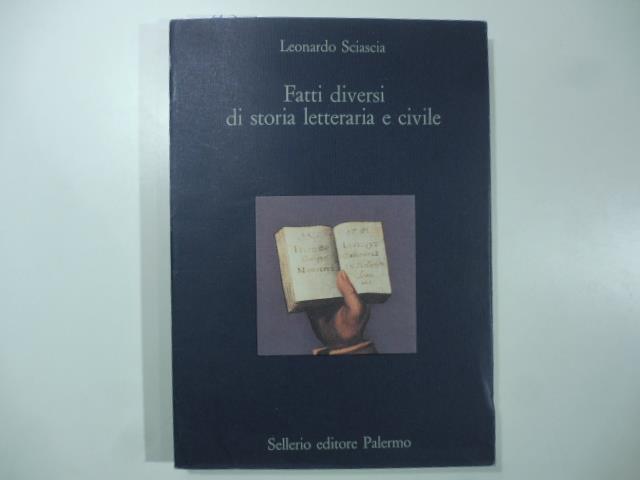 Leonardo Sciascia
Fatti diversi
di storia letteraria e civile
Sellerio editore Palermo